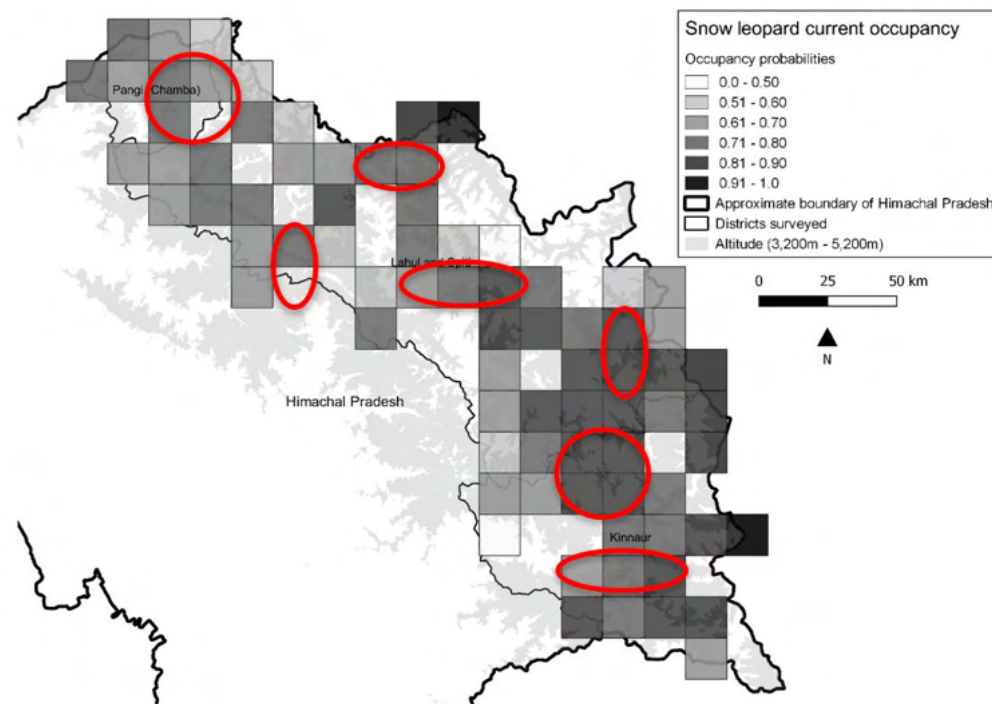 Snow leopard current occupancy
Occupancy probabilities
0.0 - 0.50
0.51 - 0.60
0.61 - 0.70
0.71 - 0.80
0.81 - 0.90
0.91 - 1.0
Approximate boundary of Himachal Pradesh
Districts surveyed
Altitude (3,200m - 5,200m)
0 25 50 km
N
Pangi (Chamba)
Lahul and Spiti
Himachal Pradesh
Kinnaur